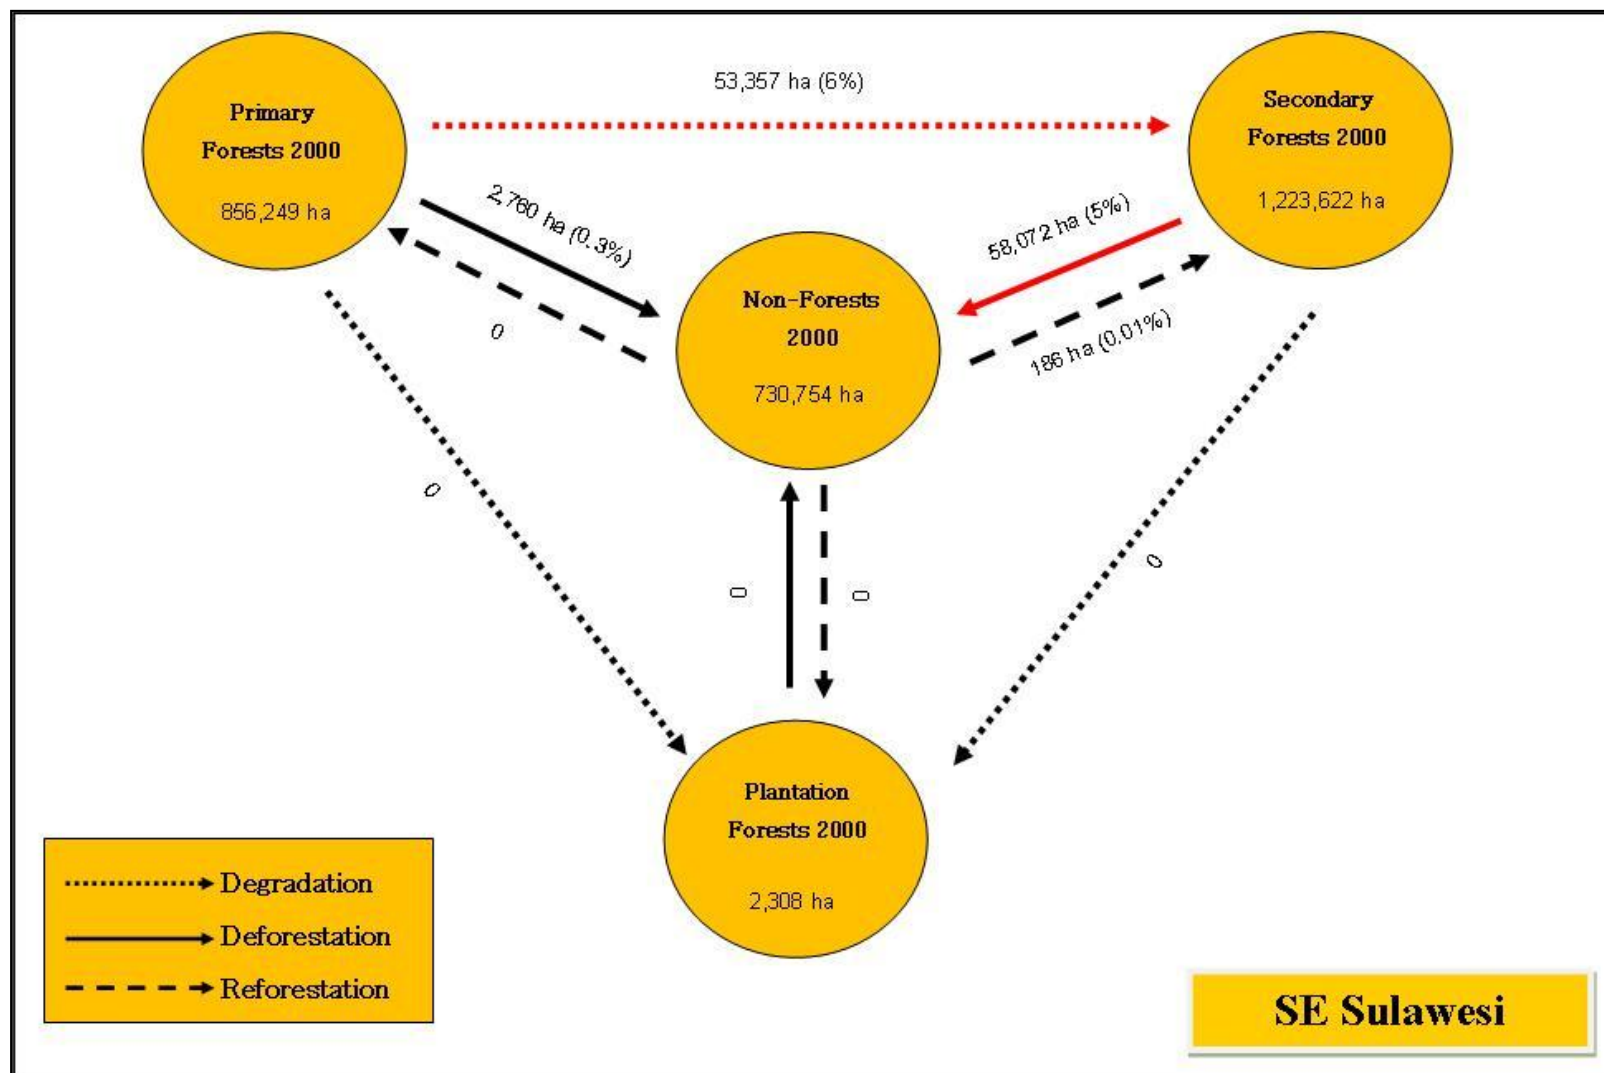 53,357 ha (6%)
Primary
Forests 2000
856,249 ha
Secondary
Forests 2000
1,223,622 ha
2,760 ha (0.3%)
0
58,072 ha (5%)
186 ha (0.01%)
Non-Forests
2000
730,754 ha
0
0
0
0
Plantation
Forests 2000
2,308 ha
Degradation
Deforestation
Reforestation
SE Sulawesi